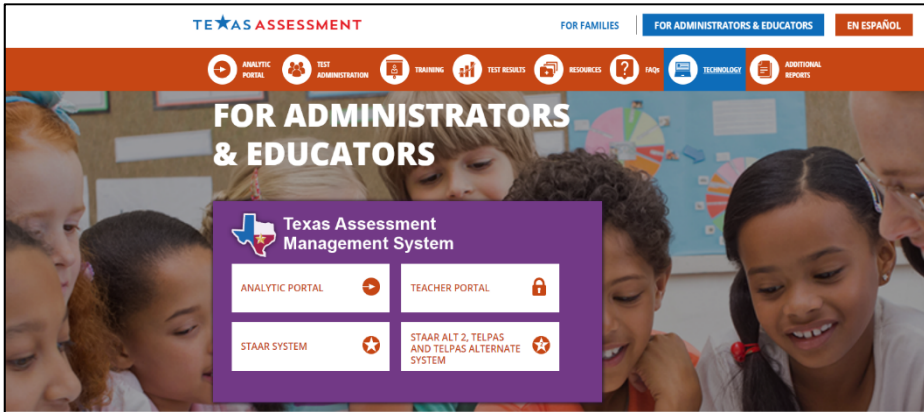 TEXAS ASSESSMENT
FOR FAMILIES
FOR ADMINISTRATORS & EDUCATORS
EN ESPAÑOL
ANALYTIC
PORTAL
TEST
ADMINISTRATION
TRAINING
TEST RESULTS
RESOURCES
FAQs
TECHNOLOGY
ADDITIONAL
REPORTS
FOR ADMINISTRATORS
& EDUCATORS
Texas Assessment
Management System
ANALYTIC PORTAL
TEACHER PORTAL
STAAR SYSTEM
STAAR ALT 2, TELPAS
AND TELPAS ALTERNATE
SYSTEM